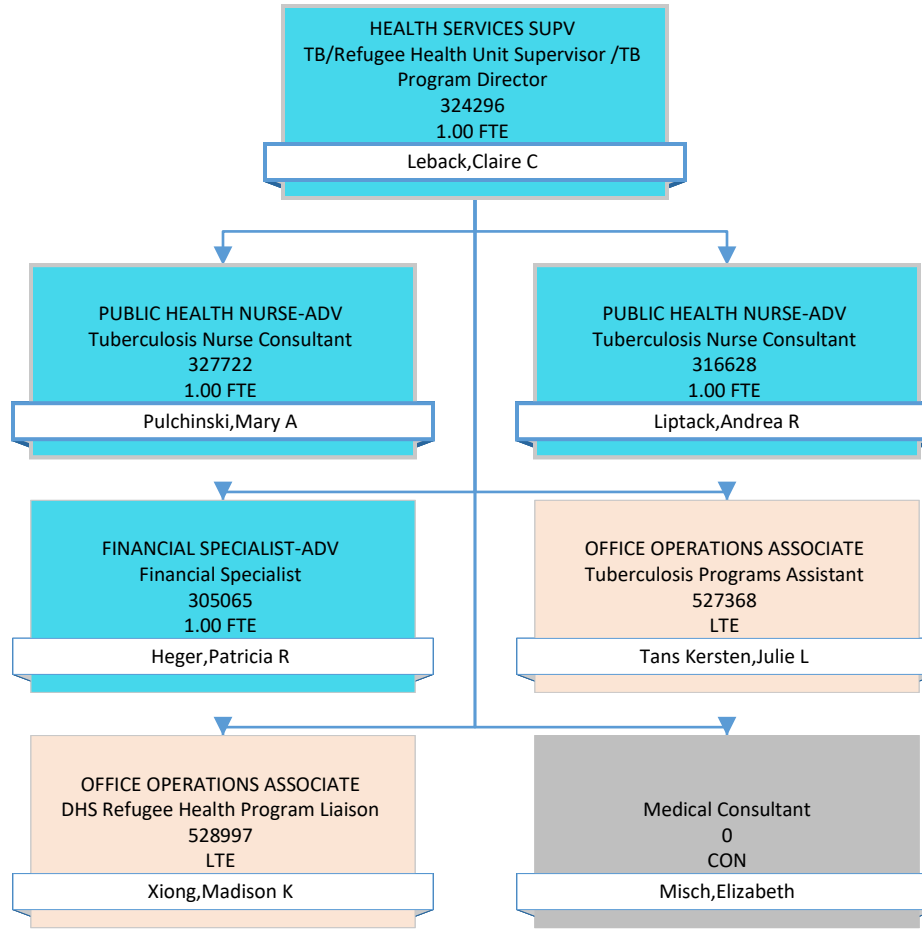 HEALTH SERVICES SUPV
TB/Refugee Health Unit Supervisor /TB
Program Director
324296
1.00 FTE
Leback,Claire C
PUBLIC HEALTH NURSE-ADV
Tuberculosis Nurse Consultant
327722
1.00 FTE
Pulchinski,Mary A
PUBLIC HEALTH NURSE-ADV
Tuberculosis Nurse Consultant
316628
1.00 FTE
Liptack,Andrea R
FINANCIAL SPECIALIST-ADV
Financial Specialist
305065
1.00 FTE
Heger,Patricia R
OFFICE OPERATIONS ASSOCIATE
Tuberculosis Programs Assistant
527368
LTE
Tans Kersten,Julie L
OFFICE OPERATIONS ASSOCIATE
DHS Refugee Health Program Liaison
528997
LTE
Xiong,Madison K
Medical Consultant
0
CON
Misch,Elizabeth